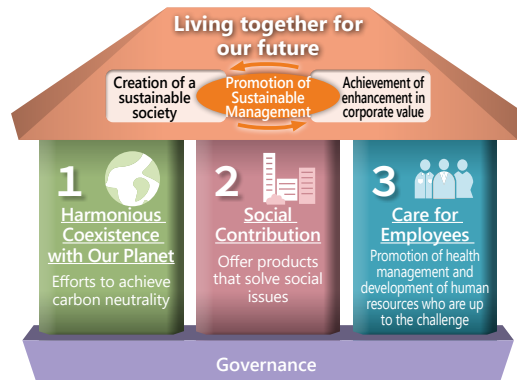 Living together for
our future
Creation of a
sustainable
society
Promotion of
Sustainable
Management
Achievement of
enhancement in
corporate value
1
Harmonious
Coexistence
with Our Planet
Efforts to achieve
carbon neutrality
2
Social
Contribution
Offer products
that solve social
issues
3
Care for
Employees
Promotion of health
management and
development of human
resources who are up
to the challenge
Governance